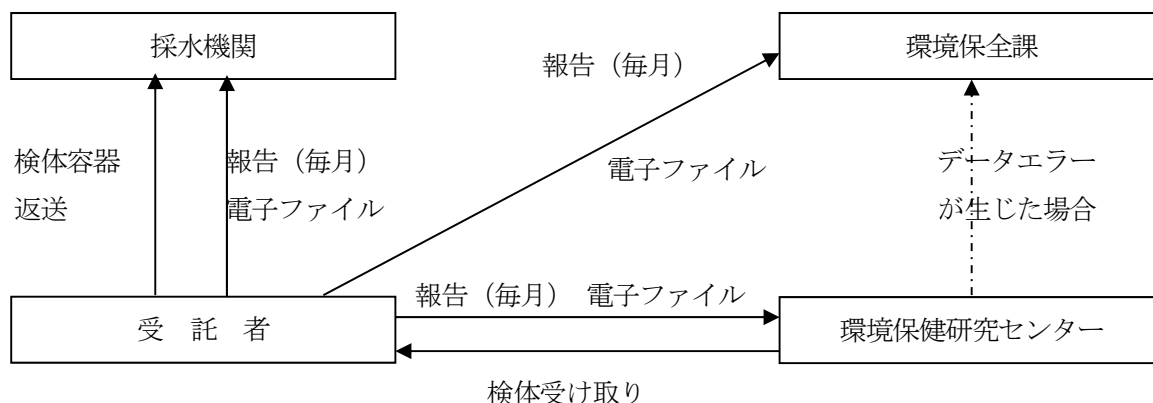 採水機関
環境保全課
報告（毎月）
電子ファイル
検体容器
返送
報告（毎月）
電子ファイル
データエラー
が生じた場合
報告（毎月） 電子ファイル
受　託　者
環境保健研究センター
検体受け取り